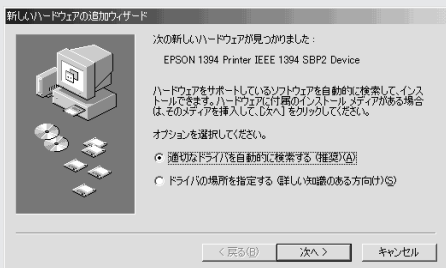 新しいハードウェアの追加ウィザード
次の新しいハードウェアが見つかりました :
EPSON 1394 Printer IEEE 1394 SBP2 Device
ハードウェアをサポートしているソフトウェアを自動的に検索して、インス
トールできます。ハードウェアに付属のインストール メディアがある場合
は、そのメディアを挿入して、[次へ] をクリックしてください。
オプションを選択してください。
適切なドライバを自動的に検索する (推奨)(A)
ドライバの場所を指定する (詳しい知識のある方向け)(S)
< 戻る(B)
次へ >
キャンセル